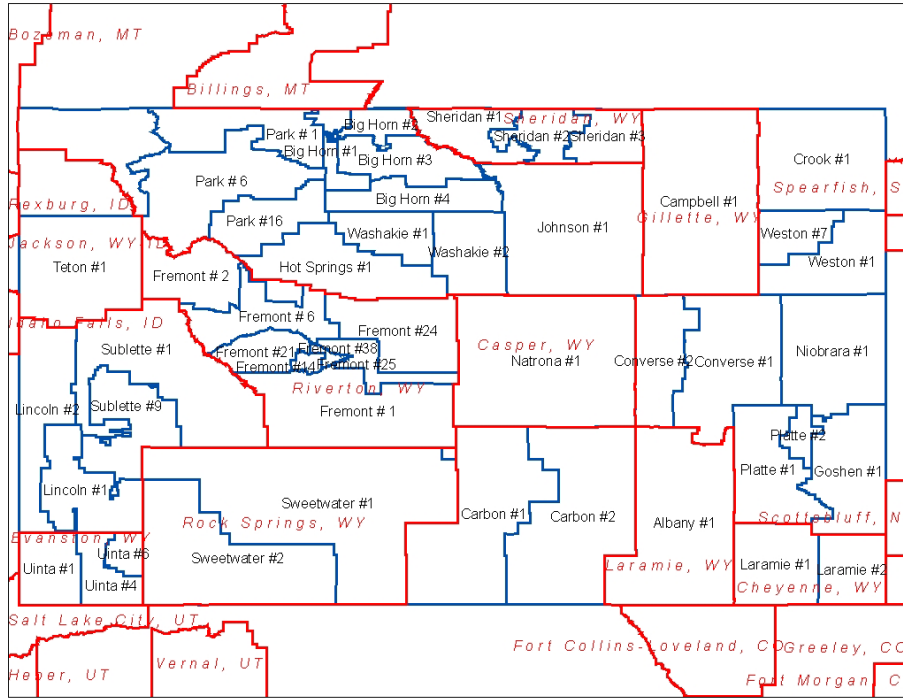 Bozeman, MT
Billings, MT
Sheridan #1
Sheridan, WY
Big Horn #2
Park # 1
Sheridan #2
Sheridan #3
Big Horn #1
Big Horn #3
Crook #1
Park # 6
Spearfish, S
Big Horn #4
Campbell #1
Rexburg, ID
Gillette, WY
Park #16
Washakie #1
Johnson #1
Weston #7
Jackson, WY-ID
Washakie #2
Weston #1
Teton #1
Hot Springs #1
Fremont # 2
Fremont # 6
Idaho Falls, ID
Fremont #24
Casper, WY
Sublette #1
Fremont #21
Fremont #38
Natrona #1
Converse #2
Converse #1
Niobrara #1
Fremont #14
Fremont #25
Riverton, WY
Lincoln #2
Sublette #9
Fremont # 1
Platte #2
Platte #1
Goshen #1
Lincoln #1
Sweetwater #1
Carbon #1
Carbon #2
Albany #1
Rock Springs, WY
Scottsbluff, N
Evanston, WY
Uinta #6
Sweetwater #2
Uinta #1
Uinta #4
Laramie, WY
Laramie #1
Laramie #2
Cheyenne, WY
Salt Lake City, UT
Fort Collins-Loveland, CO
Greeley, CO
Heber, UT
Vernal, UT
Fort Morgan, C